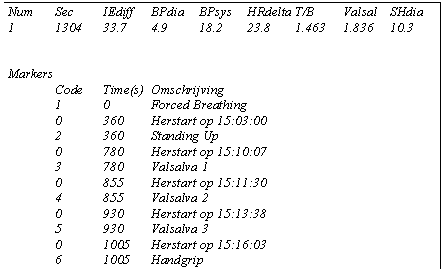 Num Sec IEdiff BPdia BPsys HRdelta T/B Valsal SHdia
1 1304 33.7 4.9 18.2 23.8 1.463 1.836 10.3
Markers
Code Time(s) Omschrijving
1 0 Forced Breathing
0 360 Herstart op 15:03:00
2 360 Standing Up
0 780 Herstart op 15:10:07
3 780 Valsalva 1
0 855 Herstart op 15:11:30
4 855 Valsalva 2
0 930 Herstart op 15:13:38
5 930 Valsalva 3
0 1005 Herstart op 15:16:03
6 1005 Handgrip